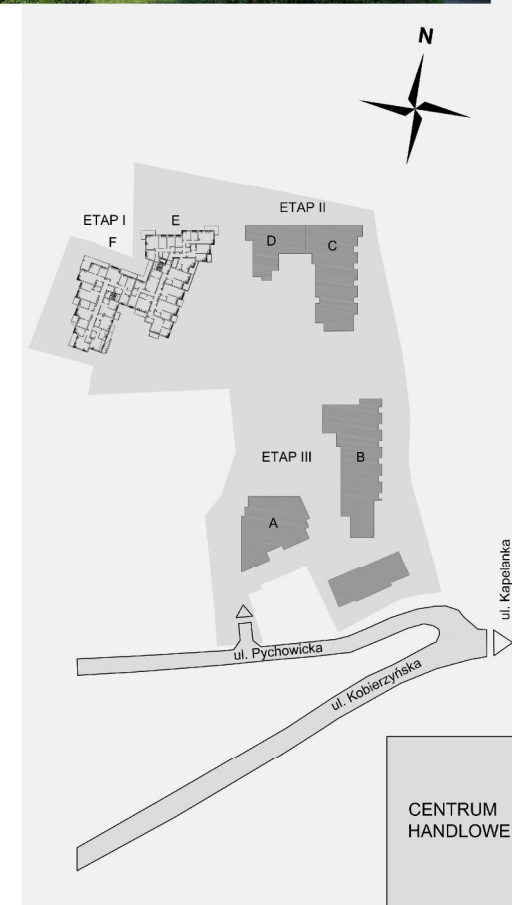 N
ETAP I
F
E
ETAP II
D
C
ETAP III
B
A
ul. Kapelanka
ul. Pychowicka
ul. Kobierzyńska
CENTRUM
HANDLOWE